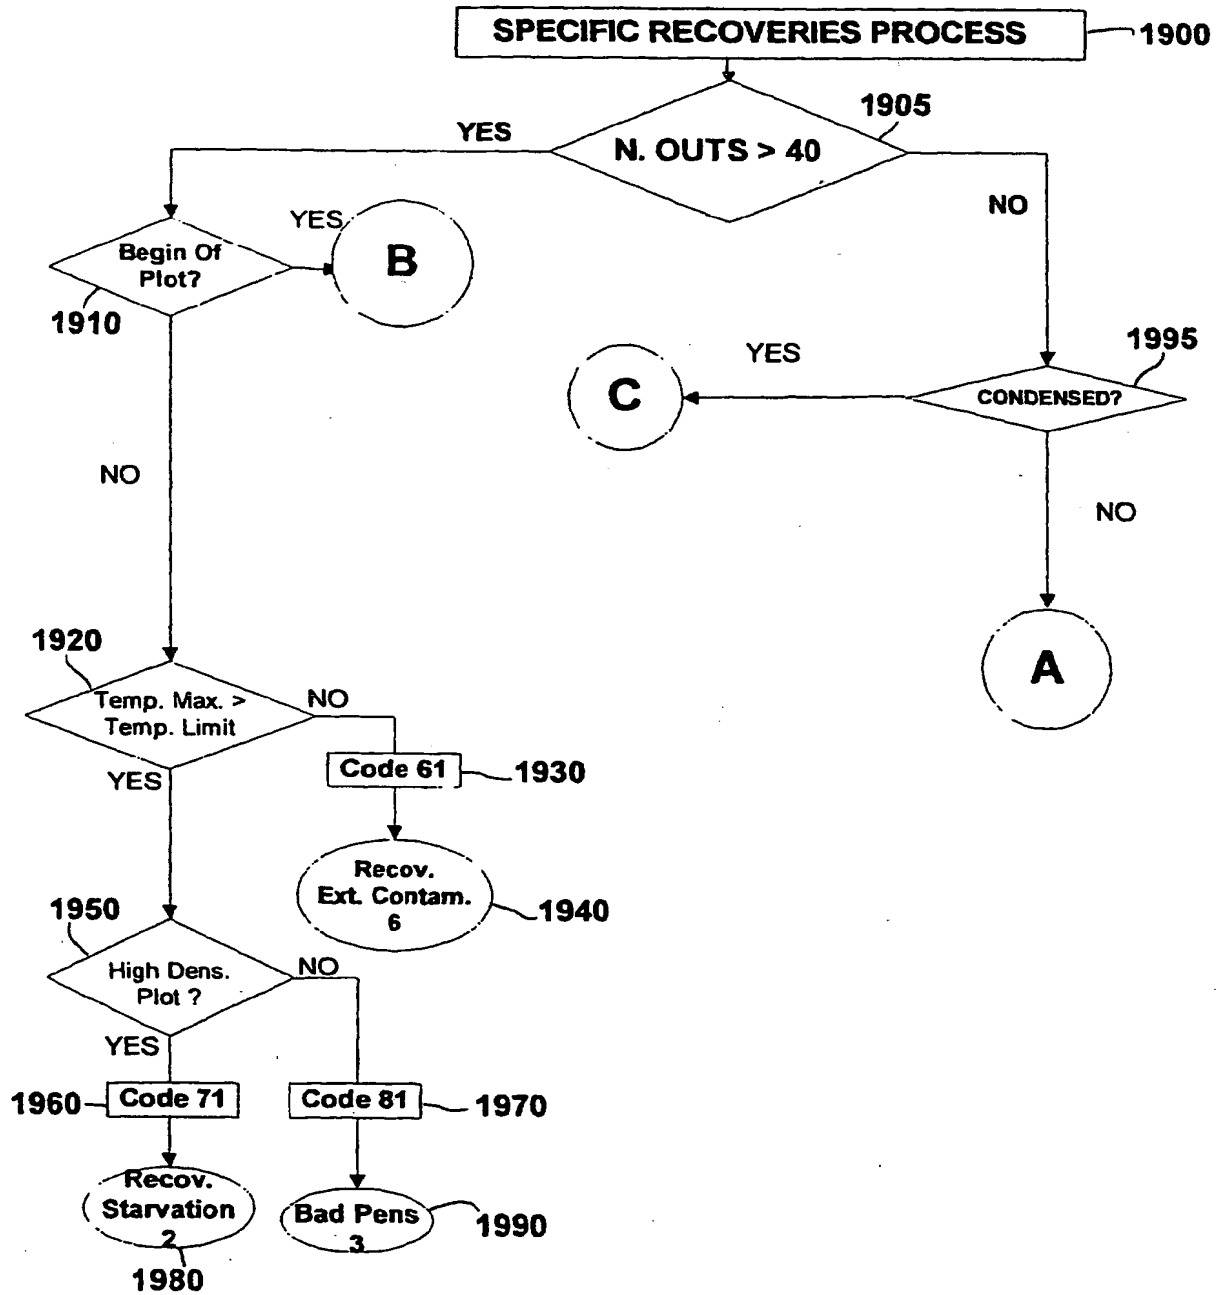 SPECIFIC RECOVERIES PROCESS
1900
1905
YES
N. OUTS > 40
NO
YES
Begin Of
Plot?
B
1910
1995
YES
C
CONDENSED?
NO
NO
1920
A
Temp. Max. >
Temp. Limit
NO
YES
Code 61
1930
Recov.
Ext. Contam.
6
1940
1950
High Dens.
Plot ?
NO
YES
1960
Code 71
Code 81
1970
Recov.
Starvation
2
Bad Pens
3
1990
1980